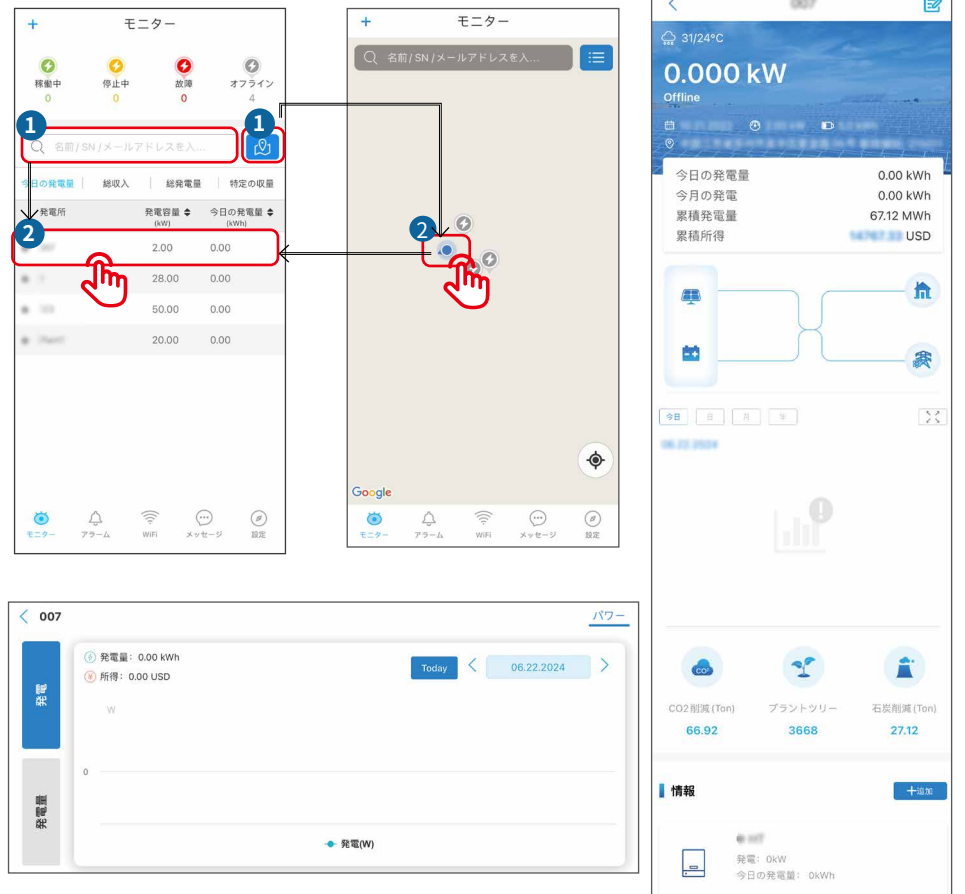 + モニター
稼働中 停止中 故障 オフライン
0 0 0 4
1 1
名前/ SN /メールアドレスを入...
今日の発電量 総収入 総発電量 特定の収量
発電所 発電容量 今日の発電量
(kW) (kWh)
2
2.00 0.00
28.00 0.00
50.00 0.00
20.00 0.00
モニター アラーム WiFi メッセージ 設定
+ モニター
名前/ SN /メールアドレスを入...
2
Google
モニター アラーム WiFi メッセージ 設定
007
31/24°C
0.000 kW
Offline
今日の発電量 0.00 kWh
今月の発電 0.00 kWh
累積発電量 67.12 MWh
累積所得 USD
今日 日 月 年
06.22.2024
CO2
CO2削減(Ton) プラントツリー 石炭削減(Ton)
66.92 3668 27.12
情報 +追加
発電: 0kW
今日の発電量: 0kWh
007 パワー
発電
発電量
発電量: 0.00 kWh
所得: 0.00 USD
Today 06.22.2024
W
0
発電(W)